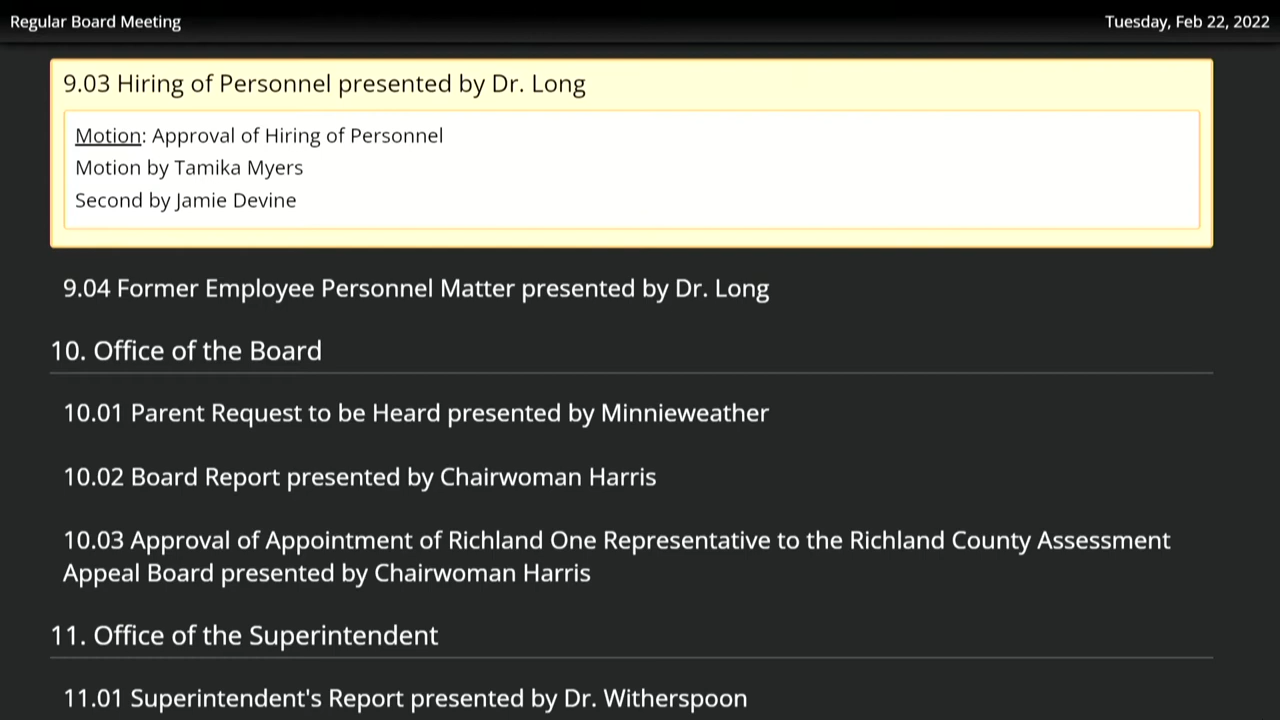 Regular Board Meeting
Tuesday, Feb 22, 2022
9.03 Hiring of Personnel presented by Dr. Long
Motion: Approval of Hiring of Personnel
Motion by Tamika Myers
Second by Jamie Devine
9.04 Former Employee Personnel Matter presented by Dr. Long
10. Office of the Board
10.01 Parent Request to be Heard presented by Minnieweather
10.02 Board Report presented by Chairwoman Harris
10.03 Approval of Appointment of Richland One Representative to the Richland County Assessment
Appeal Board presented by Chairwoman Harris
11. Office of the Superintendent
11.01 Superintendent's Report presented by Dr. Witherspoon